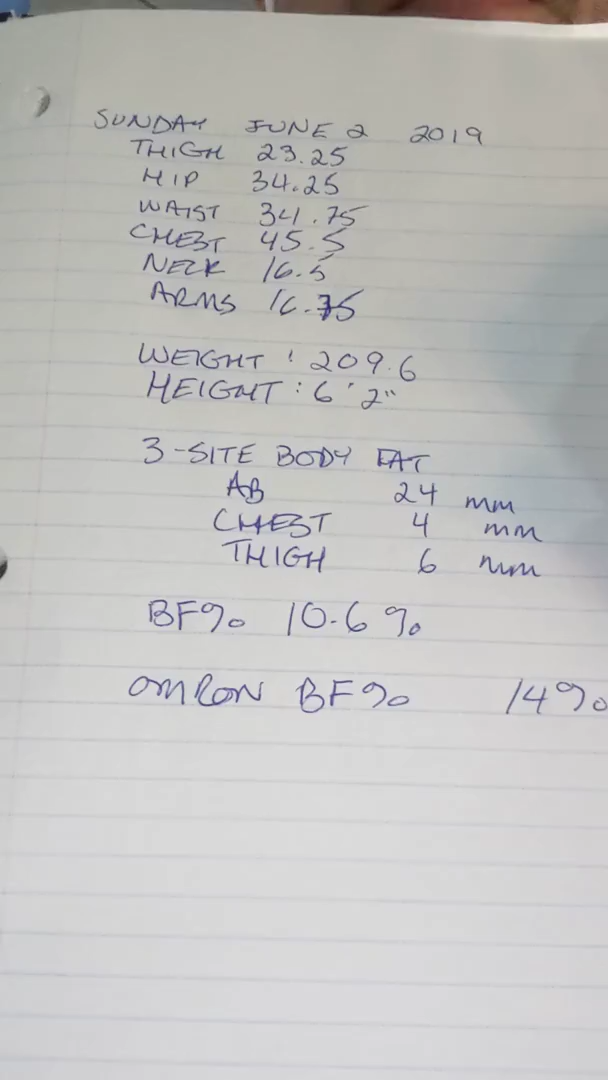 SUNDAY JUNE 2 2019
THIGH 23.25
HIP 34.25
WAIST 34.75
CHEST 45.5
NECK 16.5
ARMS 16.75
WEIGHT : 209.6
HEIGHT : 6'2"
3-SITE BODY FAT
AB 24 mm
CHEST 4 mm
THIGH 6 mm
BF% 10.6%
OMRON BF% 14%